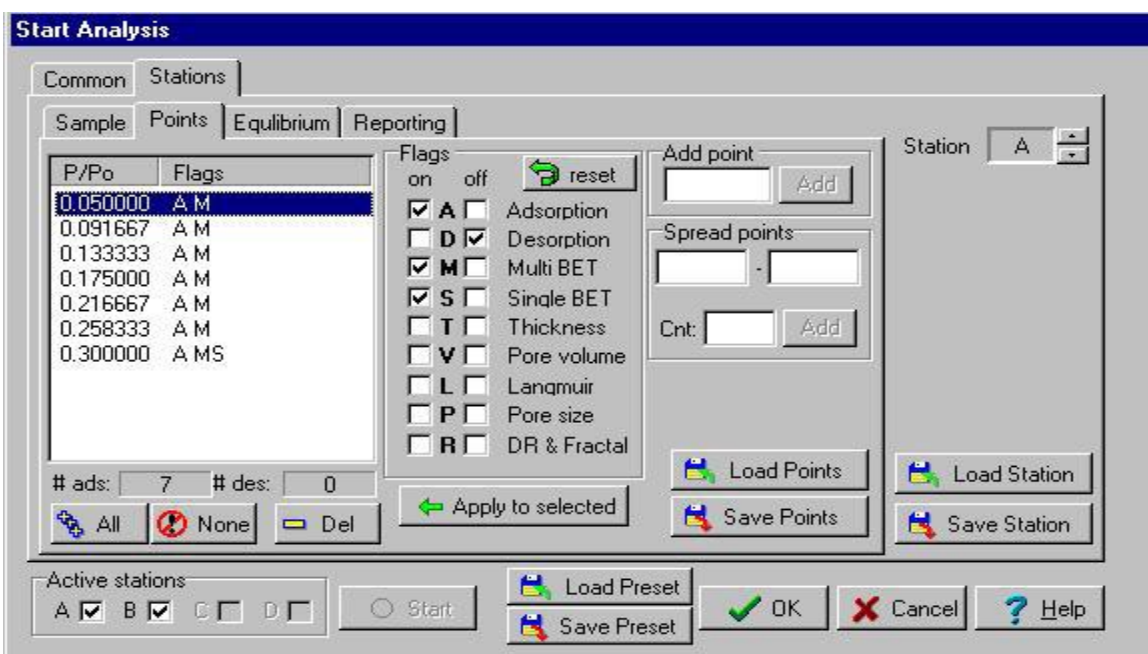 Start Analysis
Common Stations
Sample Points Equlibrium Reporting
Station A
P/Po Flags
0.050000 A M
0.091667 A M
0.133333 A M
0.175000 A M
0.216667 A M
0.258333 A M
0.300000 A MS
# ads: 7 # des: 0
All None Del
Flags
on off reset
A Adsorption
D Desorption
M Multi BET
S Single BET
T Thickness
V Pore volume
L Langmuir
P Pore size
R DR & Fractal
Apply to selected
Add point
Add
Spread points
-
Cnt: Add
Load Points
Save Points
Load Station
Save Station
Active stations
A B C D
Start
Load Preset
Save Preset
OK Cancel Help